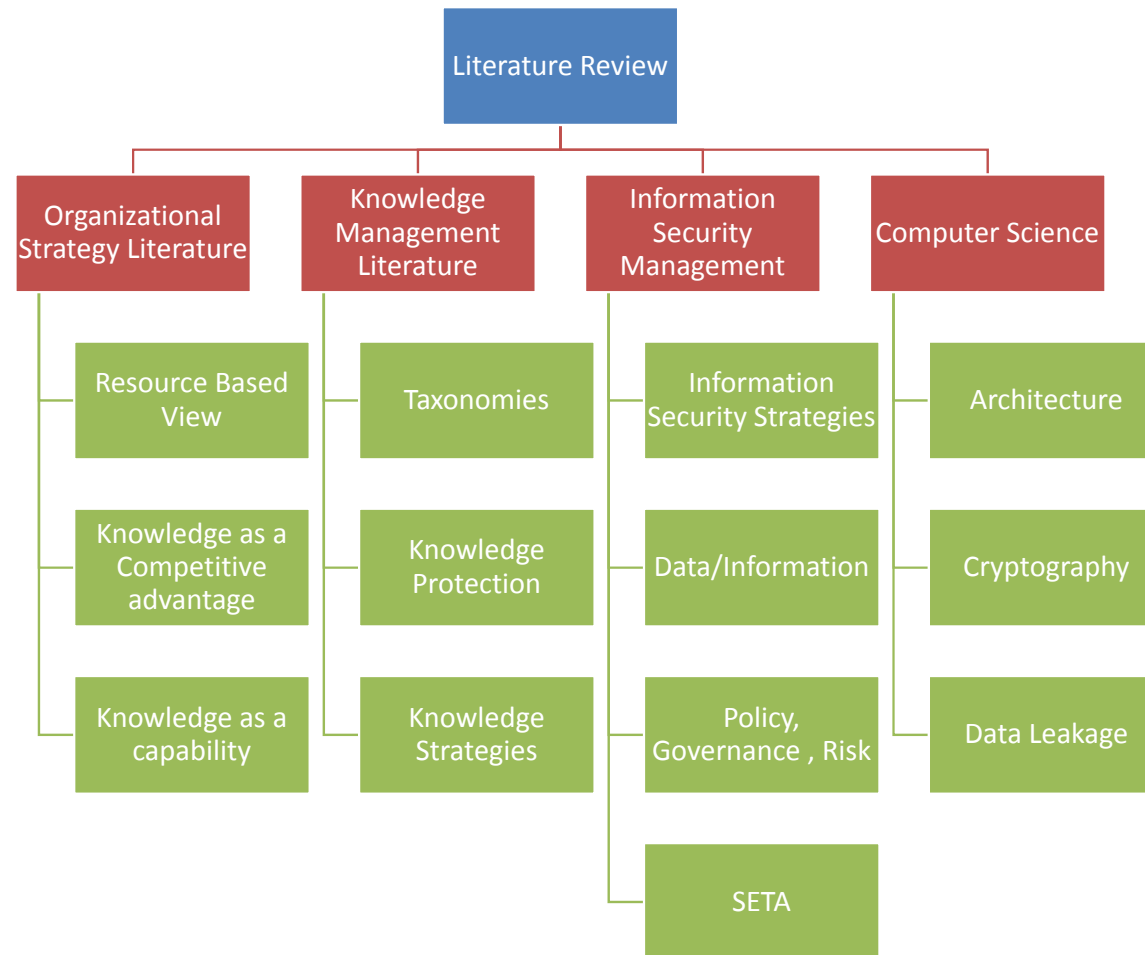 Literature Review
Organizational
Strategy Literature
Knowledge
Management
Literature
Information
Security
Management
Computer Science
Resource Based
View
Knowledge as a
Competitive
advantage
Knowledge as a
capability
Taxonomies
Knowledge
Protection
Knowledge
Strategies
Information
Security Strategies
Data/Information
Policy,
Governance , Risk
SETA
Architecture
Cryptography
Data Leakage